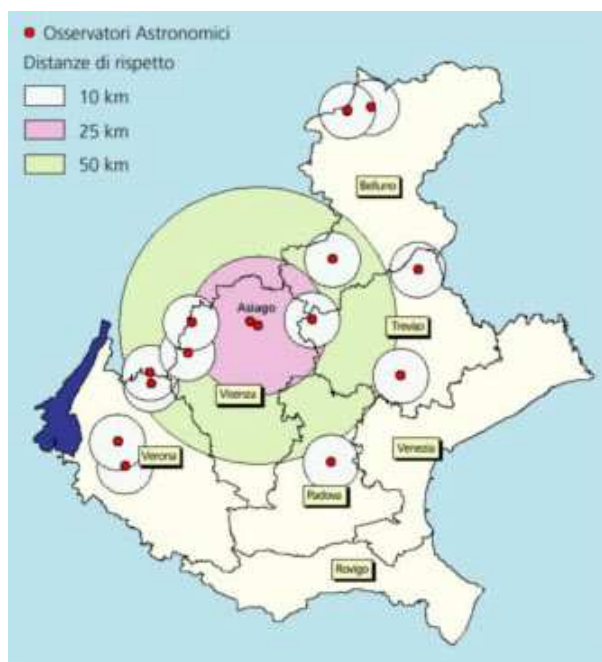 Osservatori Astronomici
Distanze di rispetto
10 km
25 km
50 km
Belluno
Asiago
Treviso
Vicenza
Verona
Venezia
Padova
Rovigo